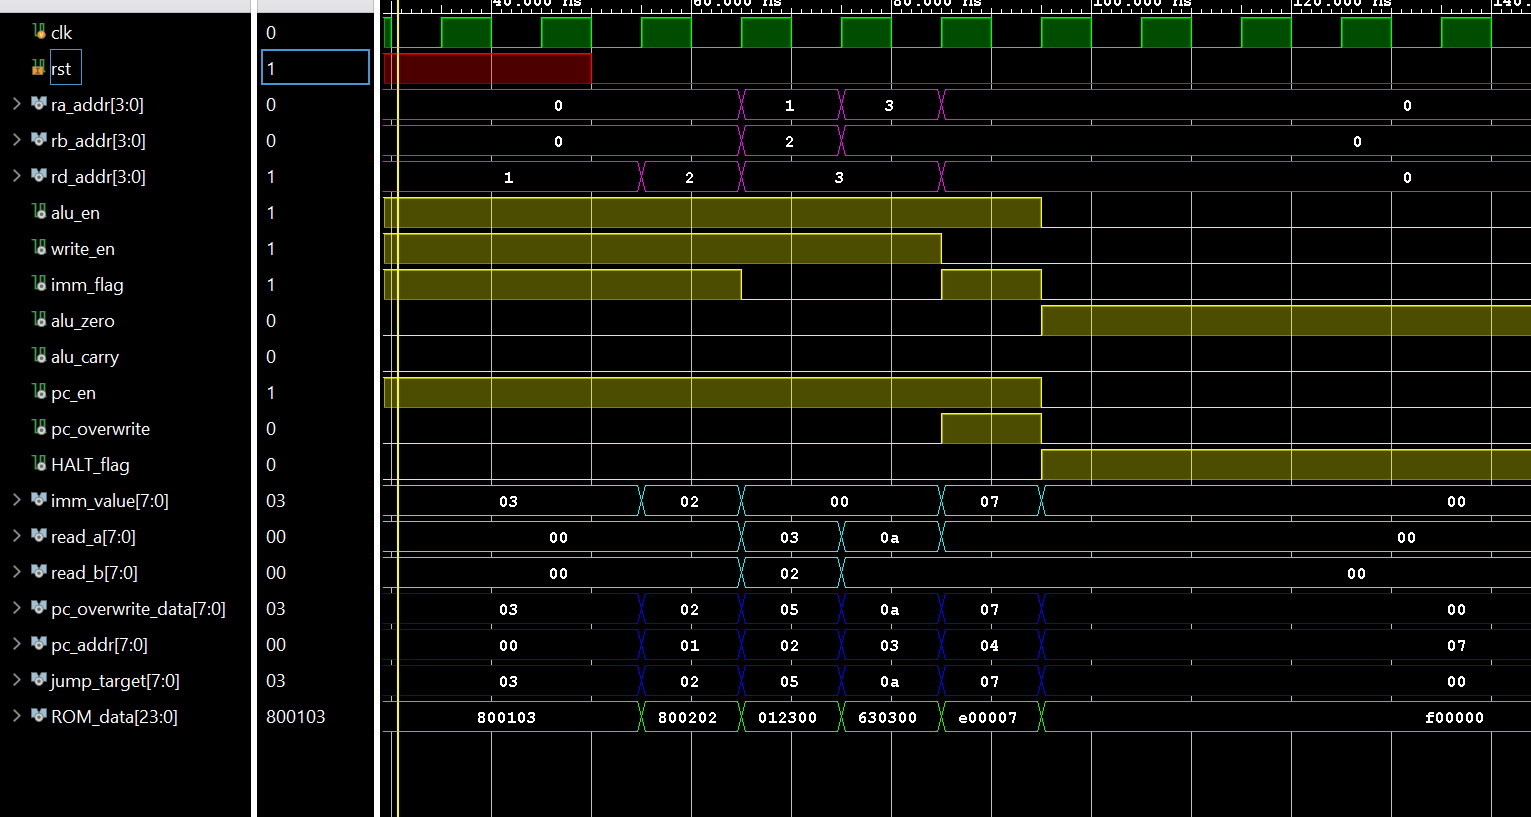 40.000 ns 60.000 ns 80.000 ns 100.000 ns 120.000 ns 140.
clk 0
rst 1
ra_addr[3:0] 0 0 1 3 0
rb_addr[3:0] 0 0 2 0
rd_addr[3:0] 1 1 2 3 0
alu_en 1
write_en 1
imm_flag 1
alu_zero 0
alu_carry 0
pc_en 1
pc_overwrite 0
HALT_flag 0
imm_value[7:0] 03 03 02 00 07 00
read_a[7:0] 00 00 03 0a 00
read_b[7:0] 00 00 02 00
pc_overwrite_data[7:0] 03 03 02 05 0a 07 00
pc_addr[7:0] 00 00 01 02 03 04 07
jump_target[7:0] 03 03 02 05 0a 07 00
ROM_data[23:0] 800103 800103 800202 012300 630300 e00007 f00000